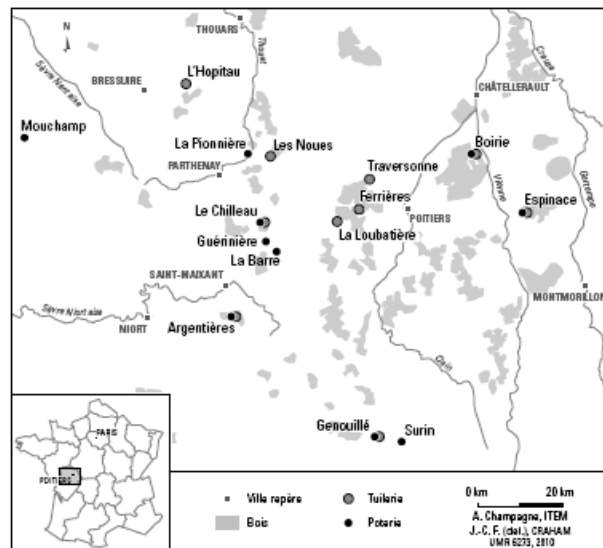 THOUARS
N
Thouet
Creuse
Sèvre Nantaise
L'Hopitau
BRESSUIRE
CHÂTELLERAULT
Mouchamp
La Pionnière
Les Noues
Boirie
PARTHENAY
Traversonne
Vienne
Gartempe
Ferrières
Espinace
Le Chilleau
POITIERS
La Loubatière
Guérinière
La Barre
SAINT-MAIXANT
MONTMORILLON
Sèvre Niortaise
NIORT
Argentières
Clain
Genouillé
Surin
PARIS
POITIERS
Ville repère
Tuilerie
0 km
20 km
Bois
Poterie
A. Champagne, ITEM
J.-C. F. (del.), CRAHAM
UMR 6273, 2010